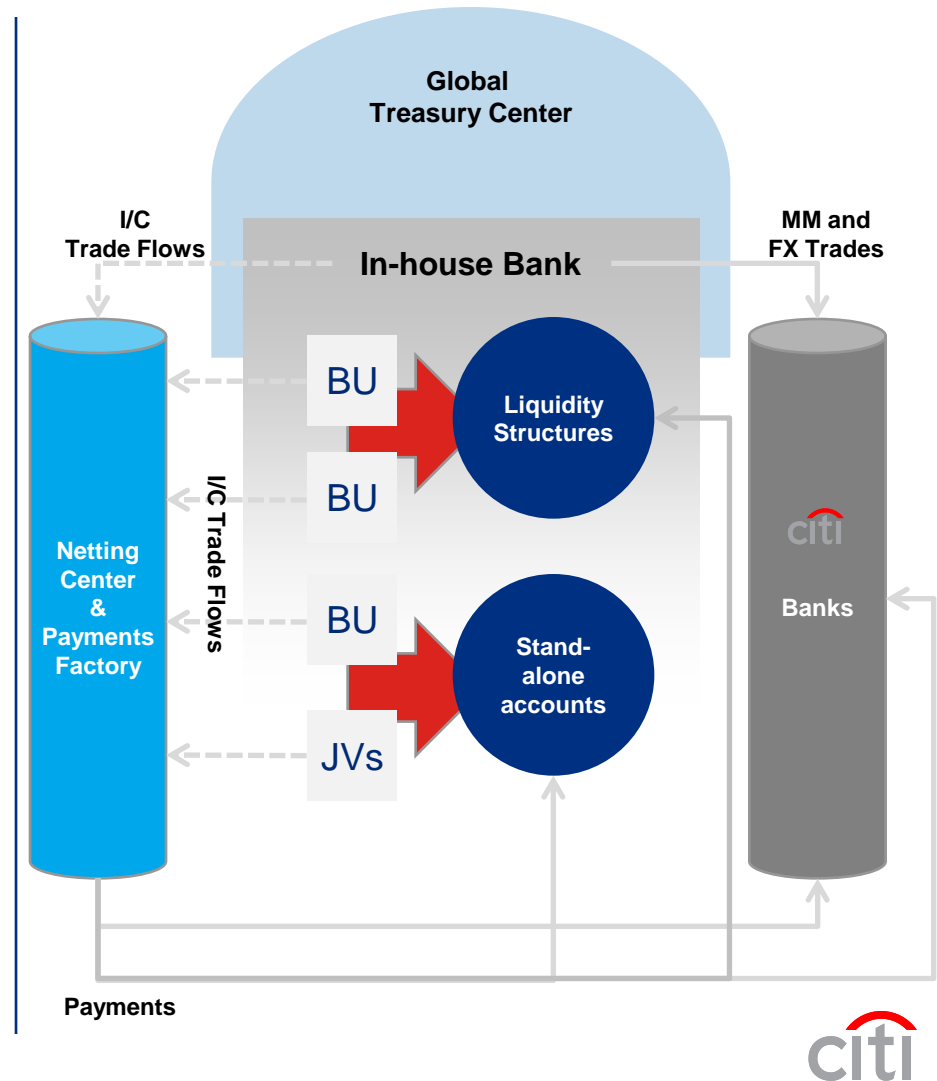 Global
Treasury Center
I/C
Trade Flows
MM and
FX Trades
In-house Bank
BU
Liquidity
Structures
BU
I/C Trade Flows
citi
Netting
Center
&
Payments
Factory
BU
Banks
Stand-
alone
accounts
JVs
Payments
citi